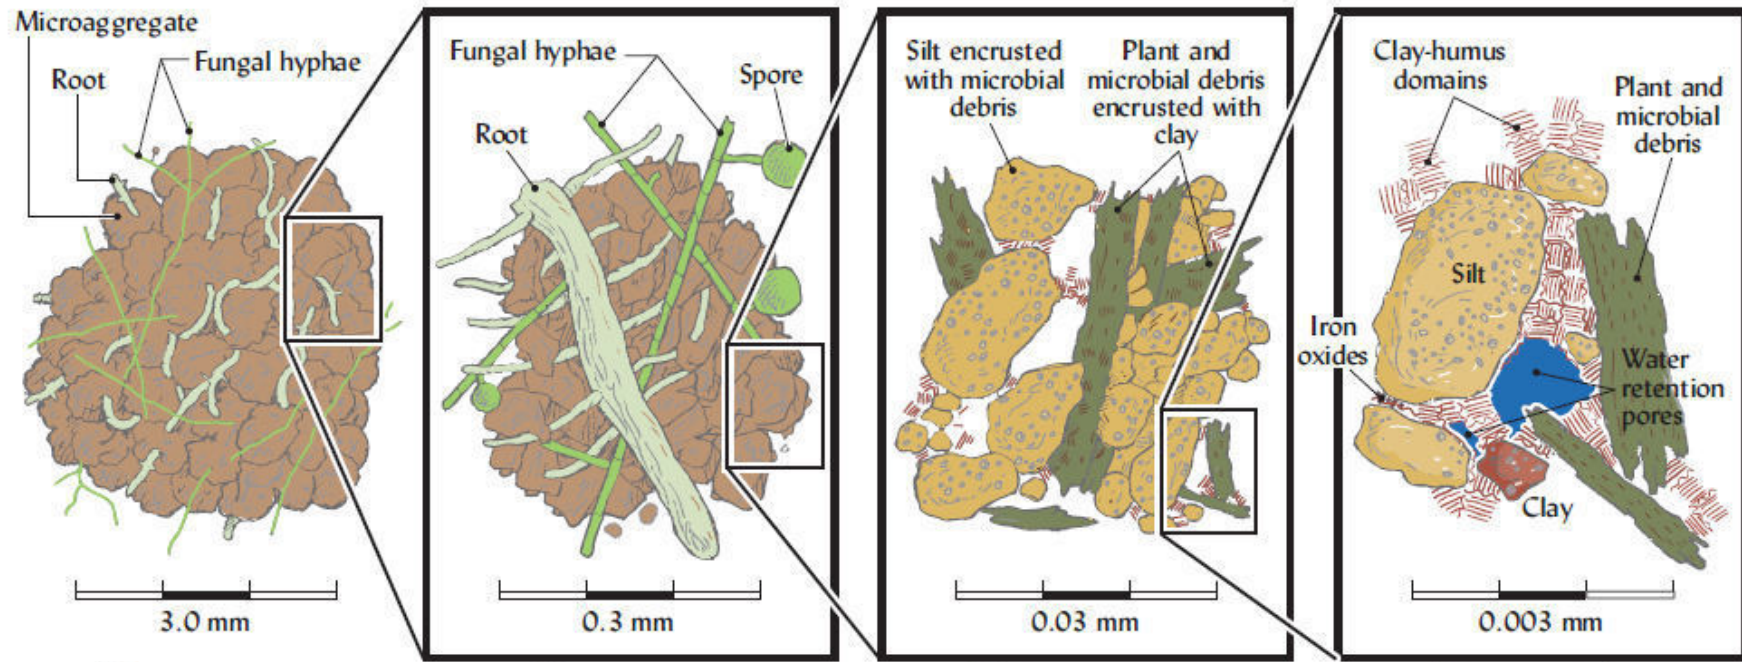 Microaggregate
Root
Fungal hyphae
3.0 mm
Fungal hyphae
Spore
Root
0.3 mm
Silt encrusted
with microbial
debris
Plant and
microbial debris
encrusted with
clay
0.03 mm
Clay-humus
domains
Plant and
microbial
debris
Silt
Iron
oxides
Water
retention
pores
Clay
0.003 mm